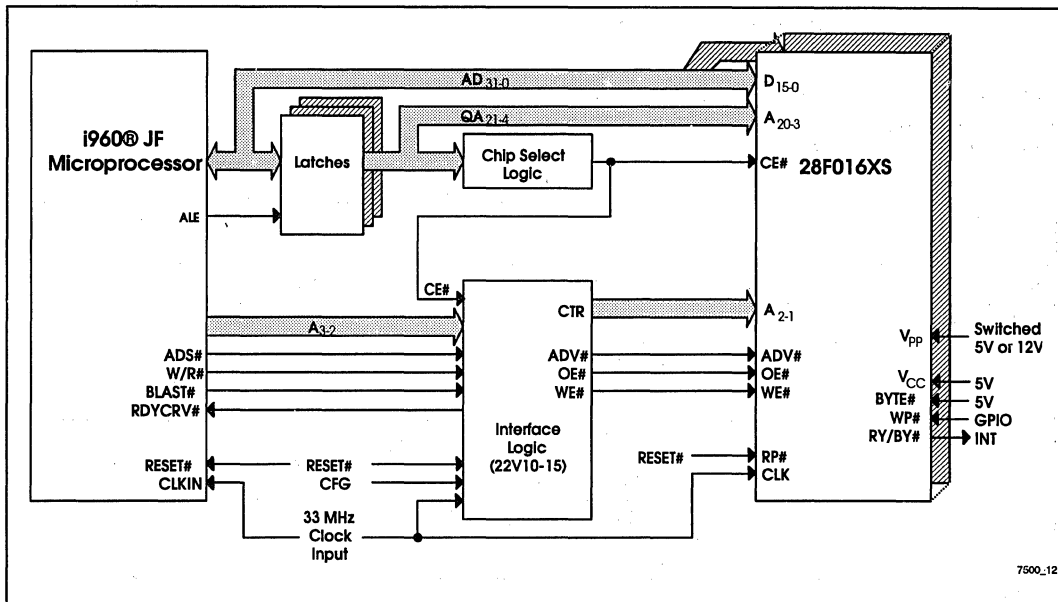 AD31-0
D15-0
QA21-4
A20-3
i960® JF
Microprocessor
Latches
Chip Select
Logic
CE#
28F016XS
ALE
CE#
CTR
A2-1
A3-2
VPP
Switched
5V or 12V
ADS#
ADV#
ADV#
W/R#
OE#
OE#
VCC
5V
BLAST#
WE#
WE#
BYTE#
5V
RDYCRV#
WP#
GPIO
Interface
Logic
(22V10-15)
RY/BY#
INT
RESET#
RESET#
RESET#
RP#
CLKIN
CFG
CLK
33 MHz
Clock
Input
7500_12